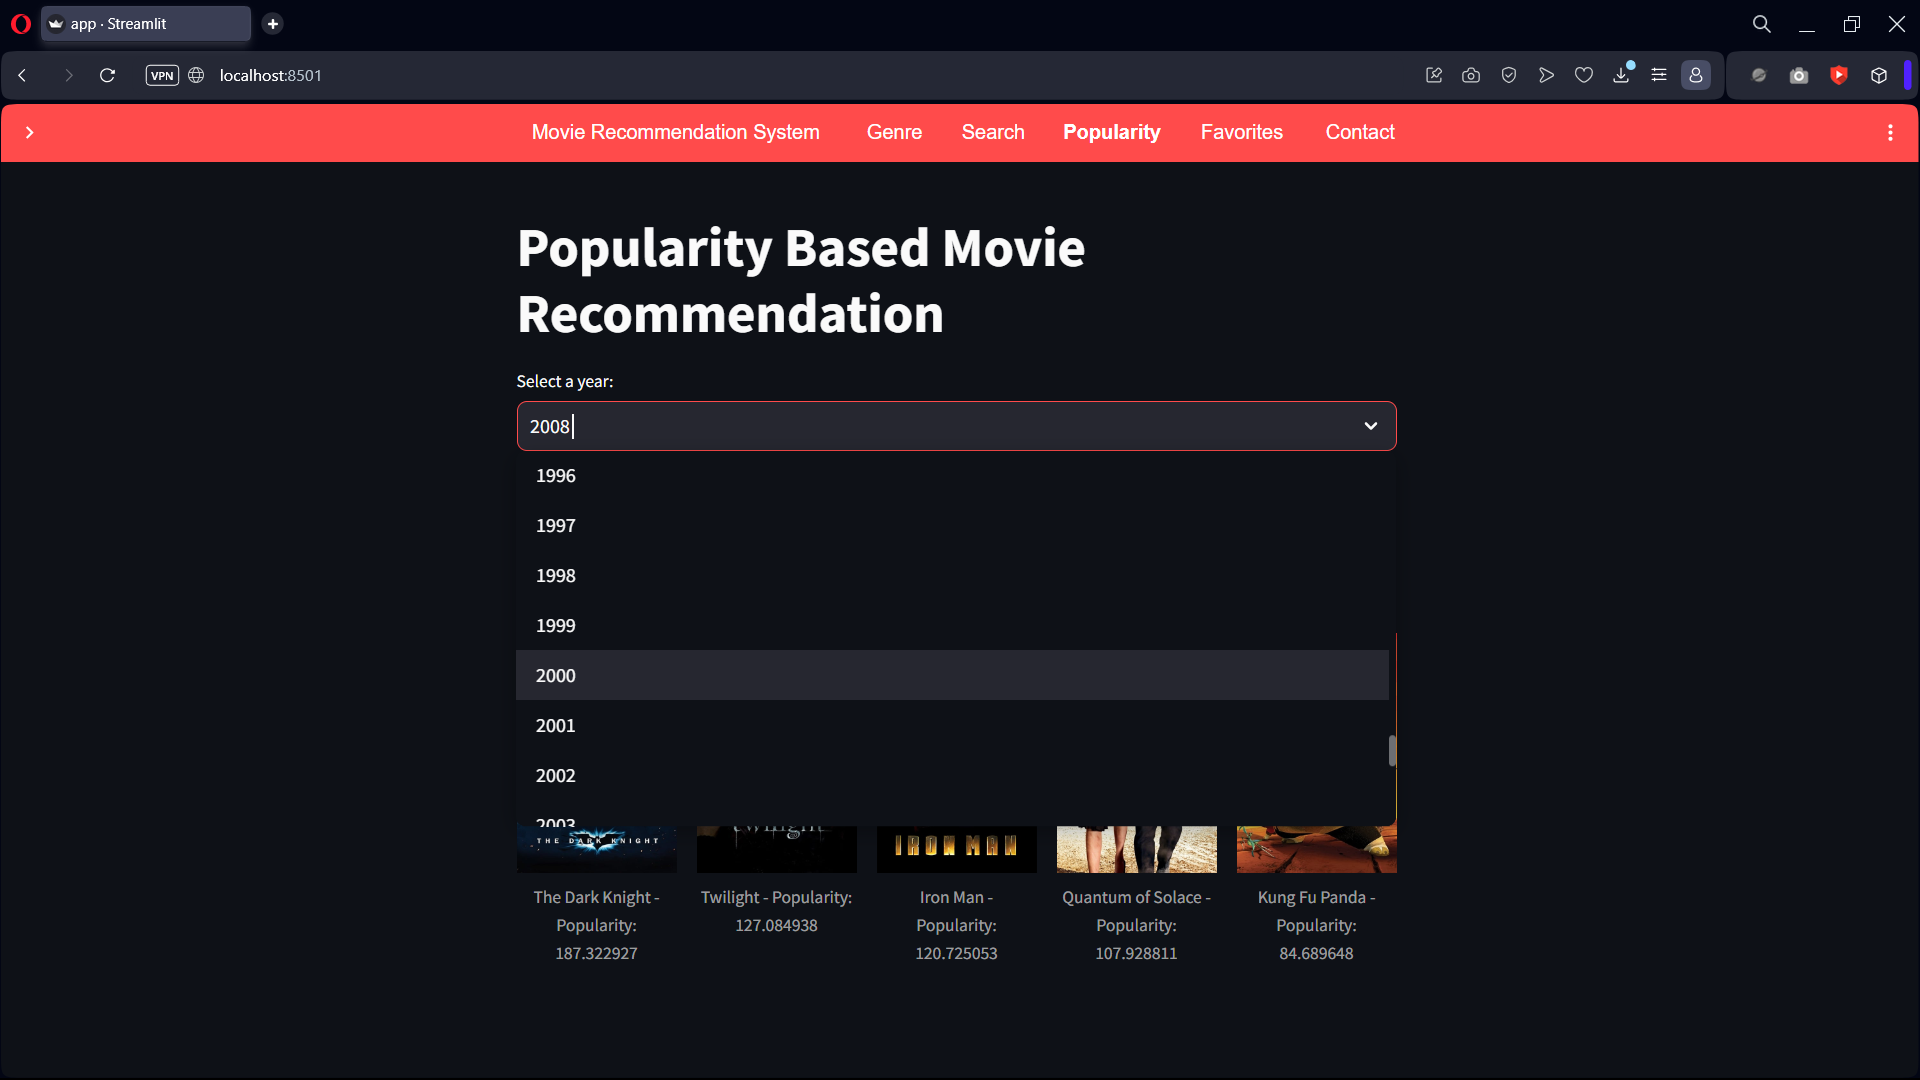 app · Streamlit
VPN
localhost:8501
Movie Recommendation System Genre Search Popularity Favorites Contact
Popularity Based Movie
Recommendation
Select a year:
2008
1996
1997
1998
1999
2000
2001
2002
2003
THE DARK KNIGHT
twilight
IRON MAN
The Dark Knight -
Popularity:
187.322927
Twilight - Popularity:
127.084938
Iron Man -
Popularity:
120.725053
Quantum of Solace -
Popularity:
107.928811
Kung Fu Panda -
Popularity:
84.689648